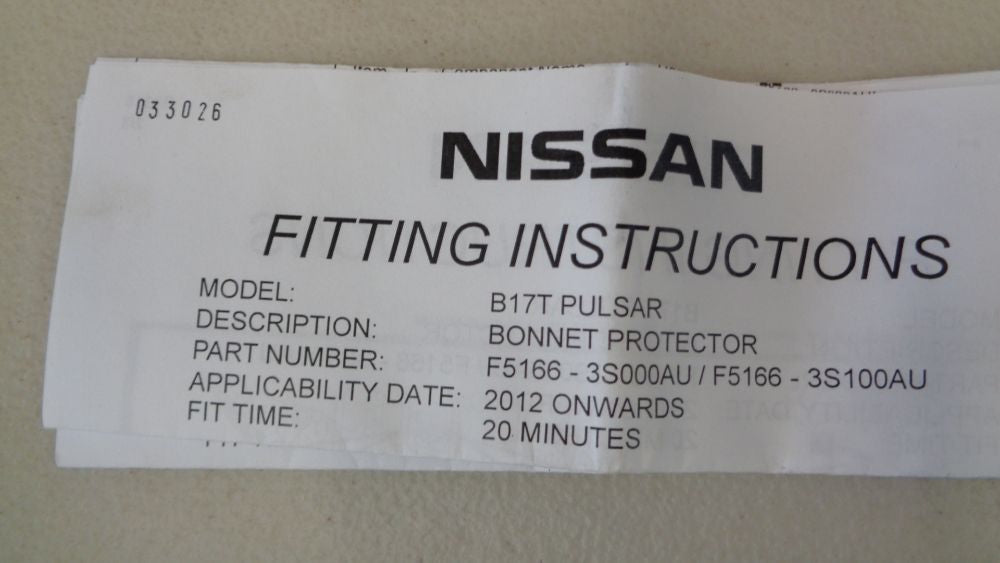 033026
NISSAN
FITTING INSTRUCTIONS
MODEL: B17T PULSAR
DESCRIPTION: BONNET PROTECTOR
PART NUMBER: F5166 - 3S000AU / F5166 - 3S100AU
APPLICABILITY DATE: 2012 ONWARDS
FIT TIME: 20 MINUTES